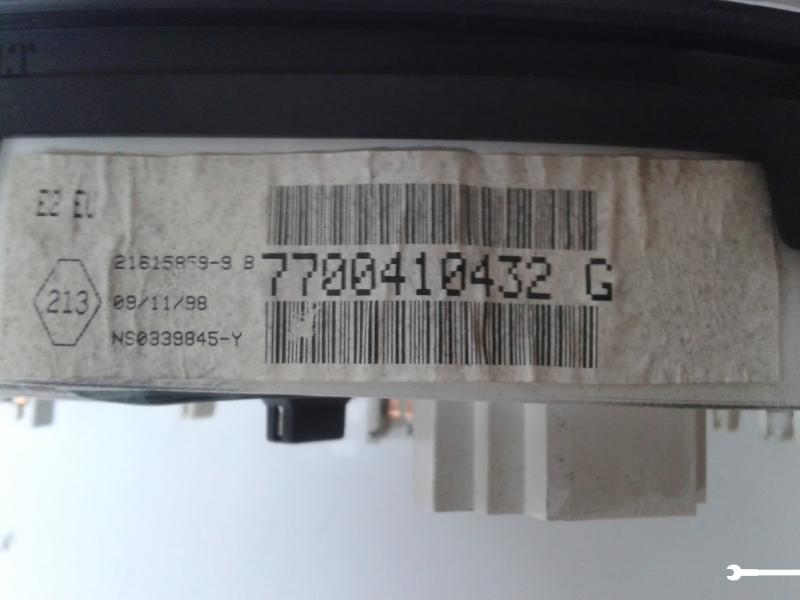 E2 EU
21615859-9 B
7700410432 G
213
09/11/98
NS0339845-Y